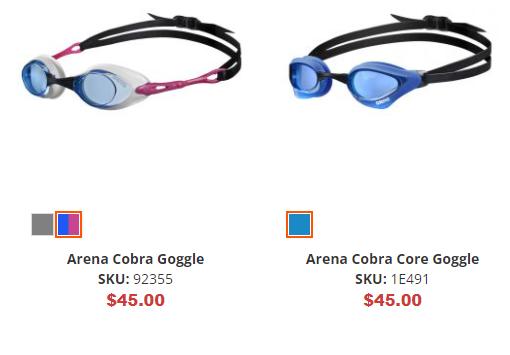 Arena Cobra Goggle
SKU: 92355
$45.00
Arena Cobra Core Goggle
SKU: 1E491
$45.00